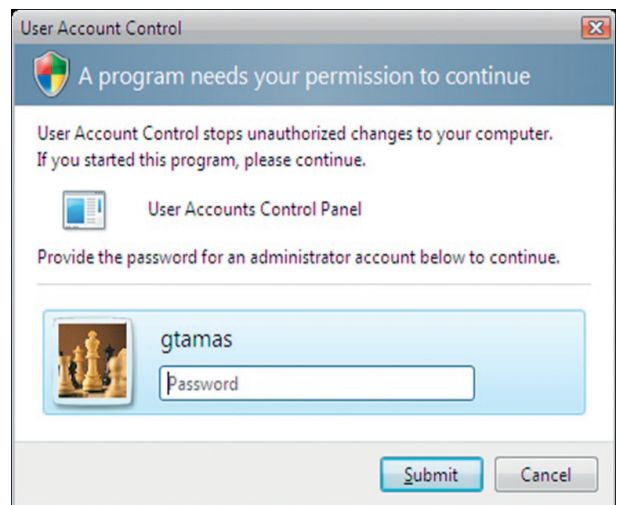 User Account Control
A program needs your permission to continue
User Account Control stops unauthorized changes to your computer.
If you started this program, please continue.
User Accounts Control Panel
Provide the password for an administrator account below to continue.
gtamas
Password
Submit Cancel